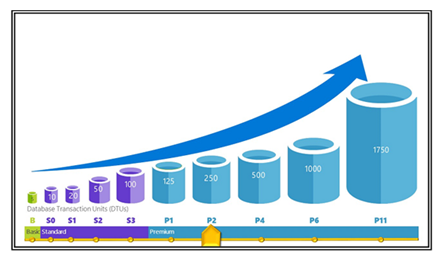 5 10 20 50 100 125 250 500 1000 1750
Database Transaction Units (DTUs)
B S0 S1 S2 S3 P1 P2 P4 P6 P11
Basic Standard Premium